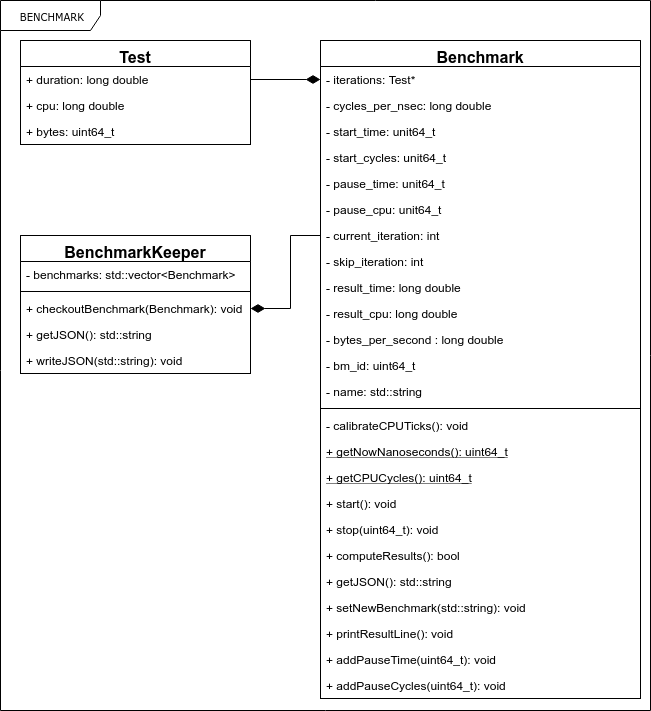 BENCHMARK
Test
+ duration: long double
+ cpu: long double
+ bytes: uint64_t
BenchmarkKeeper
- benchmarks: std::vector<Benchmark>
+ checkoutBenchmark(Benchmark): void
+ getJSON(): std::string
+ writeJSON(std::string): void
Benchmark
- iterations: Test*
- cycles_per_nsec: long double
- start_time: unit64_t
- start_cycles: unit64_t
- pause_time: unit64_t
- pause_cpu: unit64_t
- current_iteration: int
- skip_iteration: int
- result_time: long double
- result_cpu: long double
- bytes_per_second : long double
- bm_id: uint64_t
- name: std::string
- calibrateCPUTicks(): void
+ getNowNanoseconds(): uint64_t
+ getCPUCycles(): uint64_t
+ start(): void
+ stop(uint64_t): void
+ computeResults(): bool
+ getJSON(): std::string
+ setNewBenchmark(std::string): void
+ printResultLine(): void
+ addPauseTime(uint64_t): void
+ addPauseCycles(uint64_t): void